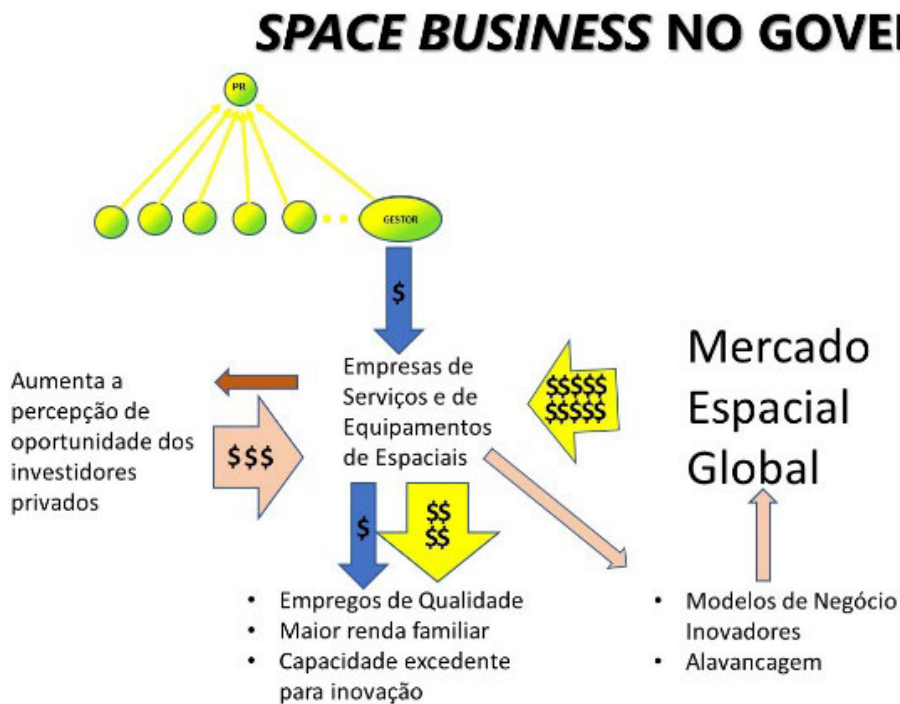 SPACE BUSINESS NO GOVE
PR
GESTOR
$
Mercado
Espacial
Global
Empresas de
Serviços e de
Equipamentos
de Espaciais
$$$$$
$$$$$
Aumenta a
percepção de
oportunidade dos
investidores
privados
$$$
$
$$
$$
• Empregos de Qualidade
• Maior renda familiar
• Capacidade excedente
para inovação
• Modelos de Negócio
Inovadores
• Alavancagem